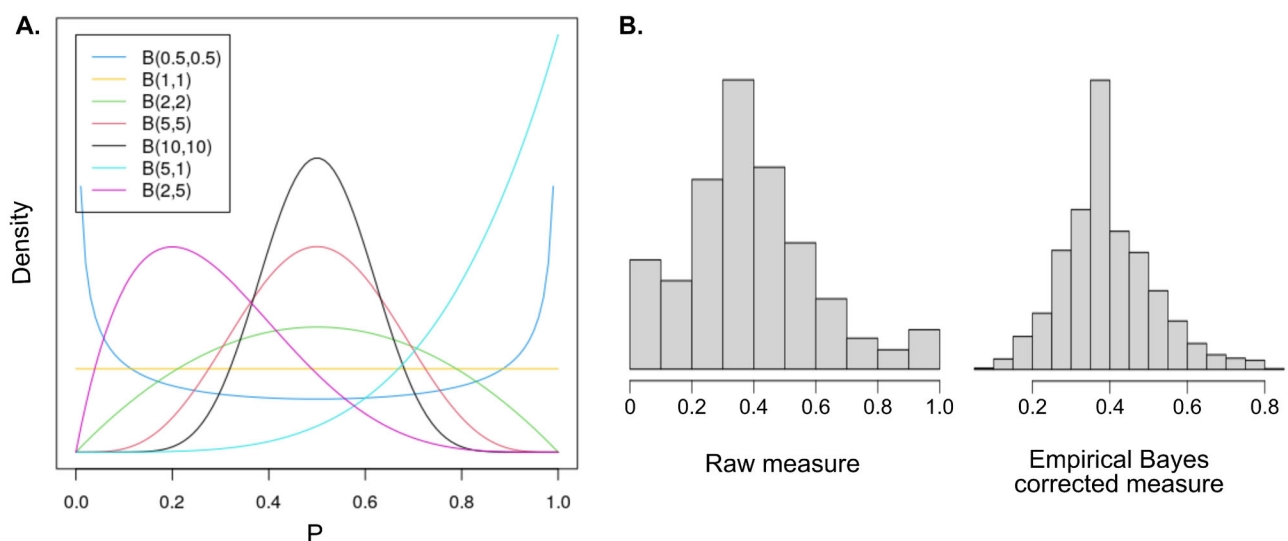 A.
B(0.5,0.5)
B(1,1)
B(2,2)
B(5,5)
B(10,10)
B(5,1)
B(2,5)
Density
0.0 0.2 0.4 0.6 0.8 1.0
P
B.
0 0.2 0.4 0.6 0.8 1.0
Raw measure
0.2 0.4 0.6 0.8
Empirical Bayes
corrected measure